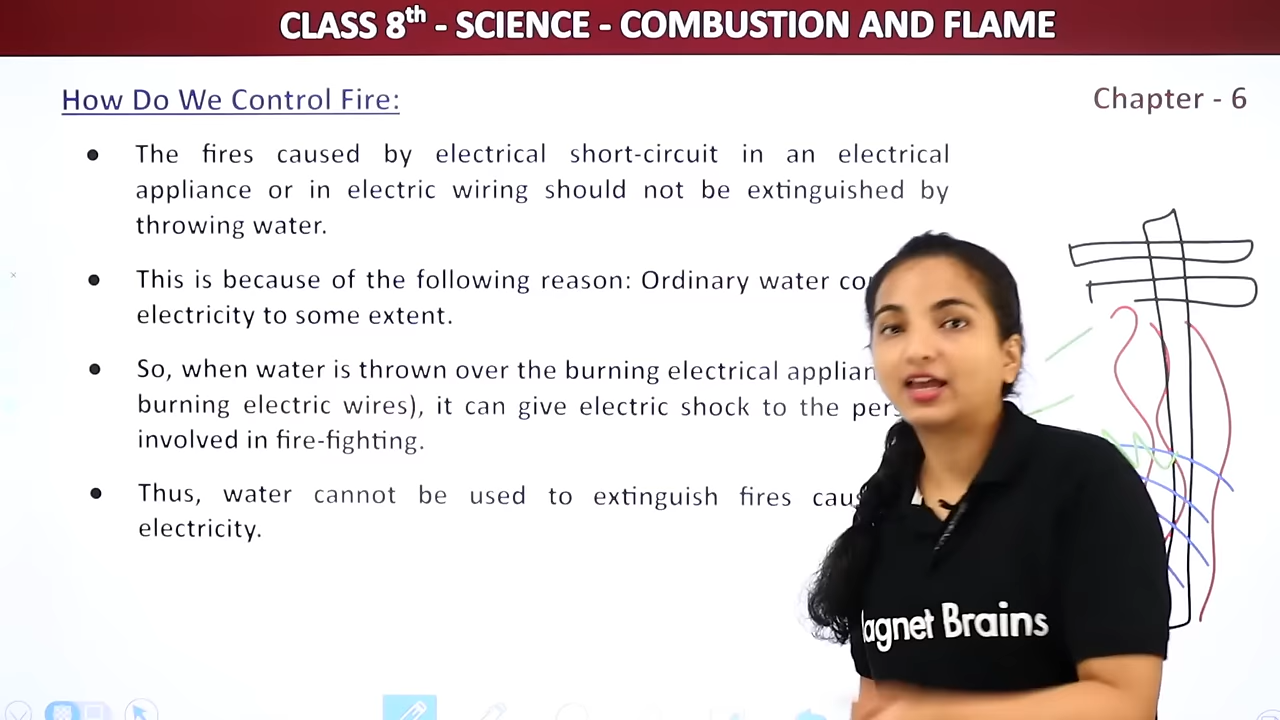 CLASS 8th - SCIENCE - COMBUSTION AND FLAME
How Do We Control Fire:
Chapter - 6
● The fires caused by electrical short-circuit in an electrical
appliance or in electric wiring should not be extinguished by
throwing water.
● This is because of the following reason: Ordinary water
electricity to some extent.
● So, when water is thrown over the burning electrical
burning electric wires), it can give electric shock to the
involved in fire-fighting.
● Thus, water cannot be used to extinguish fires
electricity.
agnet Brains